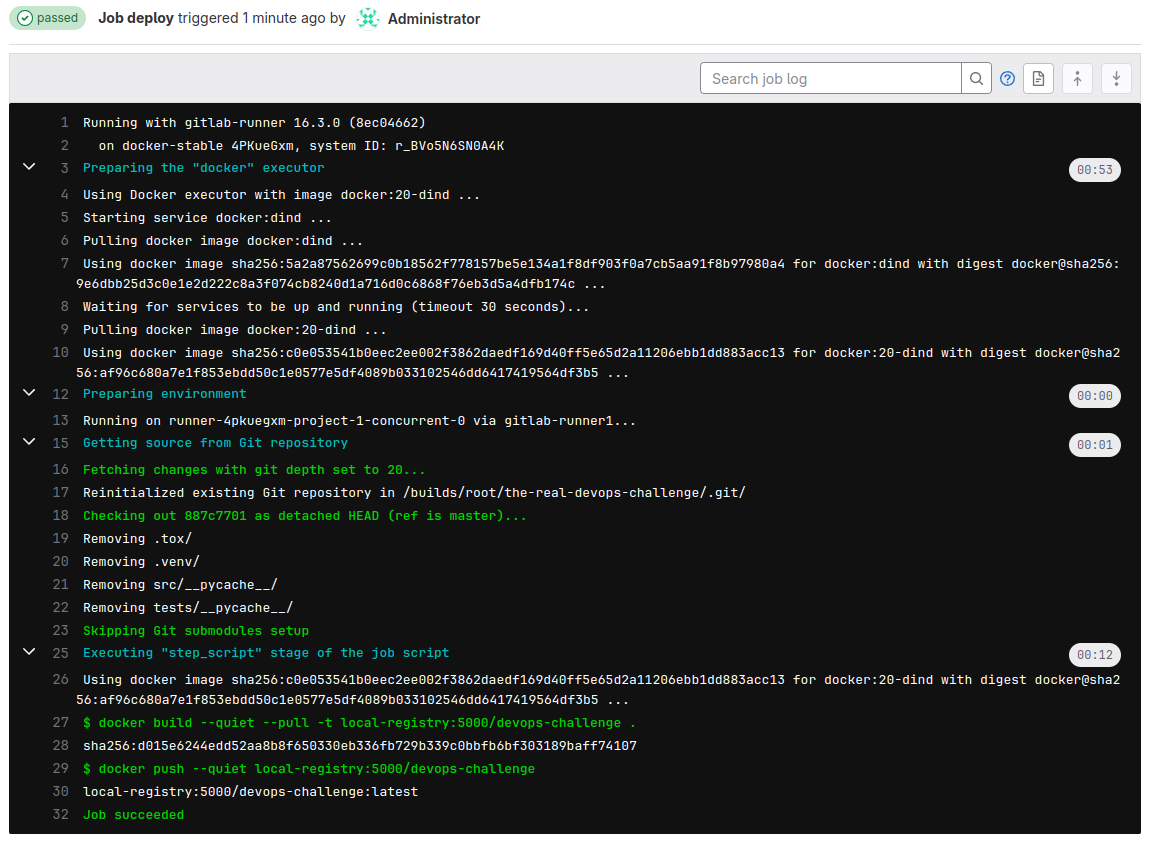 passed Job deploy triggered 1 minute ago by Administrator
Search job log
1 Running with gitlab-runner 16.3.0 (8ec04662)
2 on docker-stable 4PKueGxm, system ID: r_BVo5N6SN0A4K
3 Preparing the "docker" executor 00:53
4 Using Docker executor with image docker:20-dind ...
5 Starting service docker:dind ...
6 Pulling docker image docker:dind ...
7 Using docker image sha256:5a2a87562699c0b18562f778157be5e134a1f8df903f0a7cb5aa91f8b97980a4 for docker:dind with digest docker@sha256:
9e6dbb25d3c0e1e2d222c8a3f074cb8240d1a716d0c6868f76eb3d5a4dfb174c ...
8 Waiting for services to be up and running (timeout 30 seconds)...
9 Pulling docker image docker:20-dind ...
10 Using docker image sha256:c0e053541b0eec2ee002f3862daedf169d40ff5e65d2a11206ebb1dd883acc13 for docker:20-dind with digest docker@sha2
56:af96c680a7e1f853ebdd50c1e0577e5df4089b033102546dd6417419564df3b5 ...
12 Preparing environment 00:00
13 Running on runner-4pkuegxm-project-1-concurrent-0 via gitlab-runner1...
15 Getting source from Git repository 00:01
16 Fetching changes with git depth set to 20...
17 Reinitialized existing Git repository in /builds/root/the-real-devops-challenge/.git/
18 Checking out 887c7701 as detached HEAD (ref is master)...
19 Removing .tox/
20 Removing .venv/
21 Removing src/__pycache__/
22 Removing tests/__pycache__/
23 Skipping Git submodules setup
25 Executing "step_script" stage of the job script 00:12
26 Using docker image sha256:c0e053541b0eec2ee002f3862daedf169d40ff5e65d2a11206ebb1dd883acc13 for docker:20-dind with digest docker@sha2
56:af96c680a7e1f853ebdd50c1e0577e5df4089b033102546dd6417419564df3b5 ...
27 $ docker build --quiet --pull -t local-registry:5000/devops-challenge .
28 sha256:d015e6244edd52aa8b8f650330eb336fb729b339c0bbfb6bf303189baff74107
29 $ docker push --quiet local-registry:5000/devops-challenge
30 local-registry:5000/devops-challenge:latest
32 Job succeeded